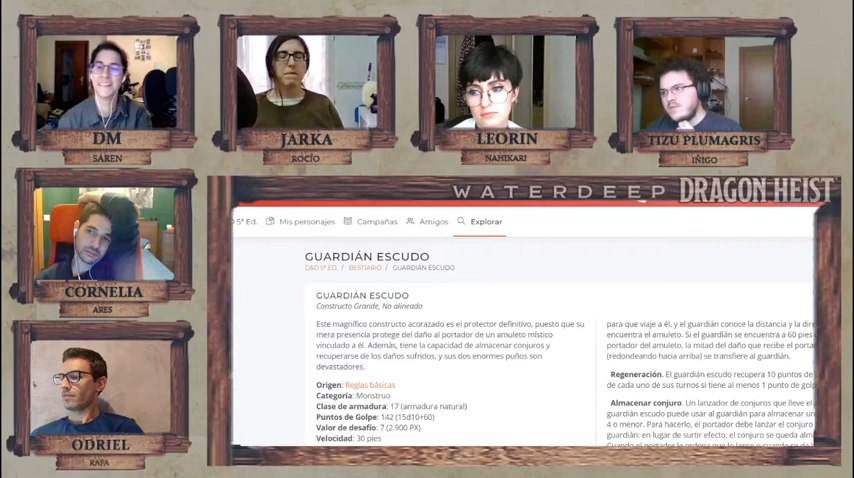 DM
SAREN
JARKA
ROCÍO
LEORIN
NAHIKARI
TIZU PLUMAGRIS
IÑIGO
CORNELIA
ARES
ODRIEL
RAFA
WATERDEEP DRAGON HEIST
D 5ª Ed. Mis personajes Campañas Amigos Explorar
GUARDIÁN ESCUDO
D&D 5ª ED. / BESTIARIO / GUARDIÁN ESCUDO
GUARDIÁN ESCUDO
Constructo Grande, No alineado
Este magnífico constructo acorazado es el protector definitivo, puesto que su
mera presencia protege del daño al portador de un amuleto místico
vinculado a él. Además, tiene la capacidad de almacenar conjuros y
recuperarse de los daños sufridos, y sus dos enormes puños son
devastadores.
Origen: Reglas básicas
Categoría: Monstruo
Clase de armadura: 17 (armadura natural)
Puntos de Golpe: 142 (15d10+60)
Valor de desafío: 7 (2.900 PX)
Velocidad: 30 pies
para que viaje a él, y el guardián conoce la distancia y la dire
encuentra el amuleto. Si el guardián se encuentra a 60 pies
portador del amuleto, la mitad del daño que recibe el porta
(redondeando hacia arriba) se transfiere al guardián.
Regeneración. El guardián escudo recupera 10 puntos de
de cada uno de sus turnos si tiene al menos 1 punto de golp
Almacenar conjuro. Un lanzador de conjuros que lleve el
guardián escudo puede usar al guardián para almacenar un
4 o menor. Para hacerlo, el portador debe lanzar el conjuro
guardián: en lugar de surtir efecto, el conjuro se queda alm